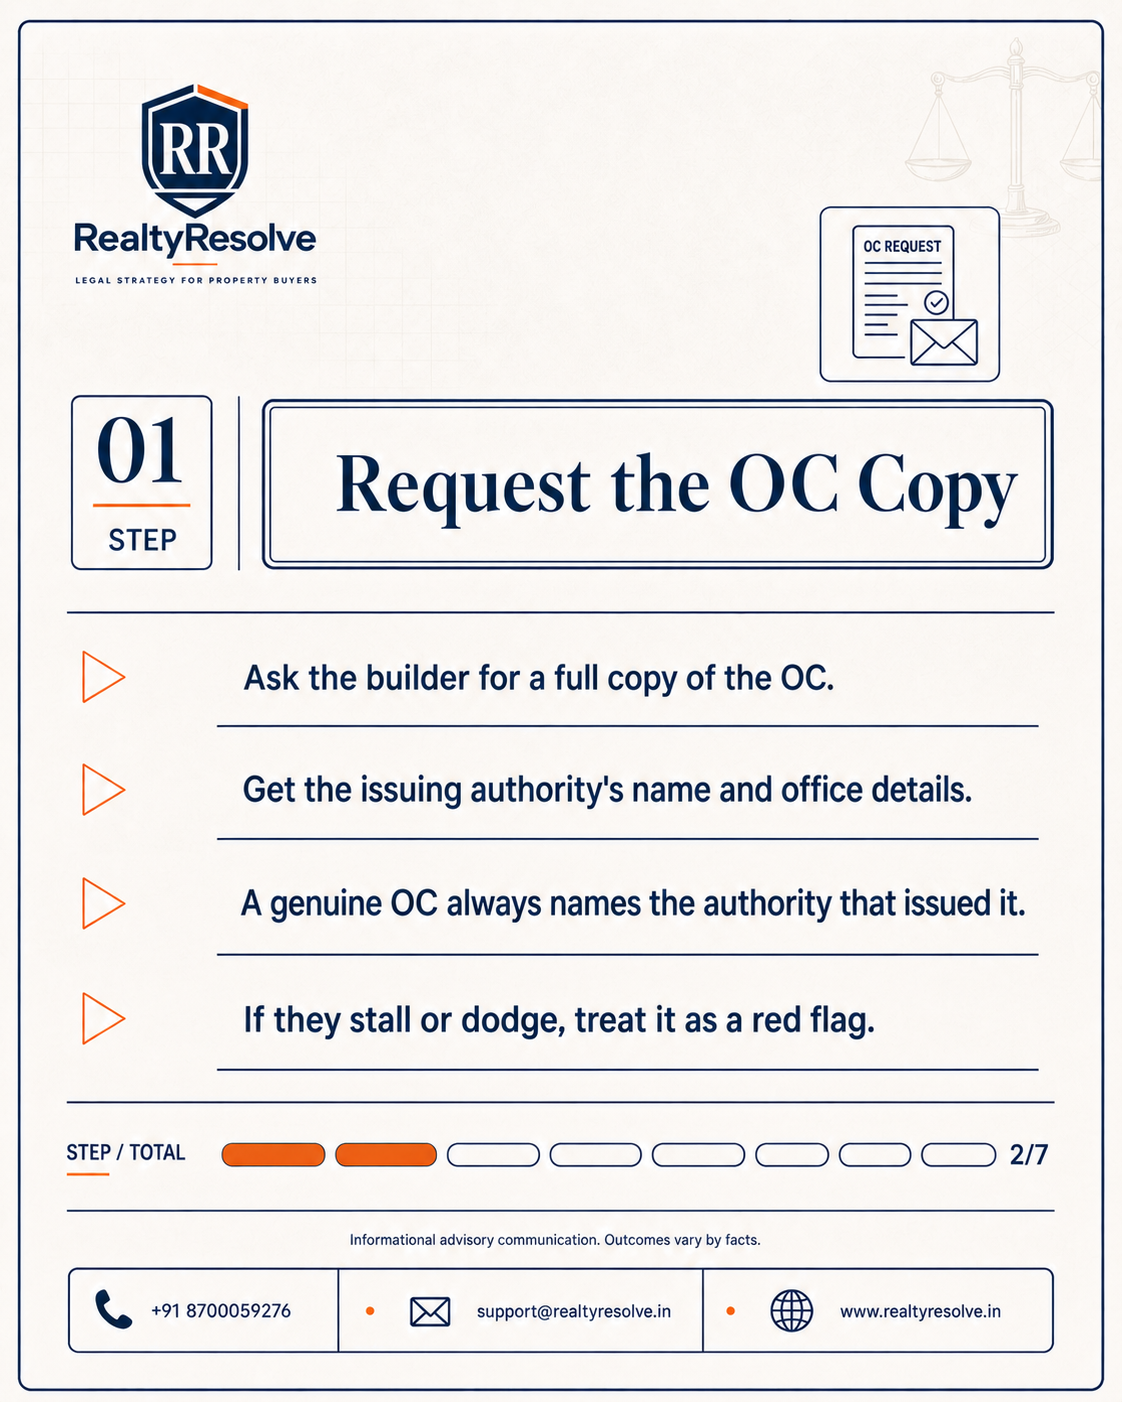 RR
RealtyResolve
LEGAL STRATEGY FOR PROPERTY BUYERS
OC REQUEST
01
STEP
Request the OC Copy
Ask the builder for a full copy of the OC.
Get the issuing authority's name and office details.
A genuine OC always names the authority that issued it.
If they stall or dodge, treat it as a red flag.
STEP / TOTAL
2/7
Informational advisory communication. Outcomes vary by facts.
+91 8700059276
support@realtyresolve.in
www.realtyresolve.in